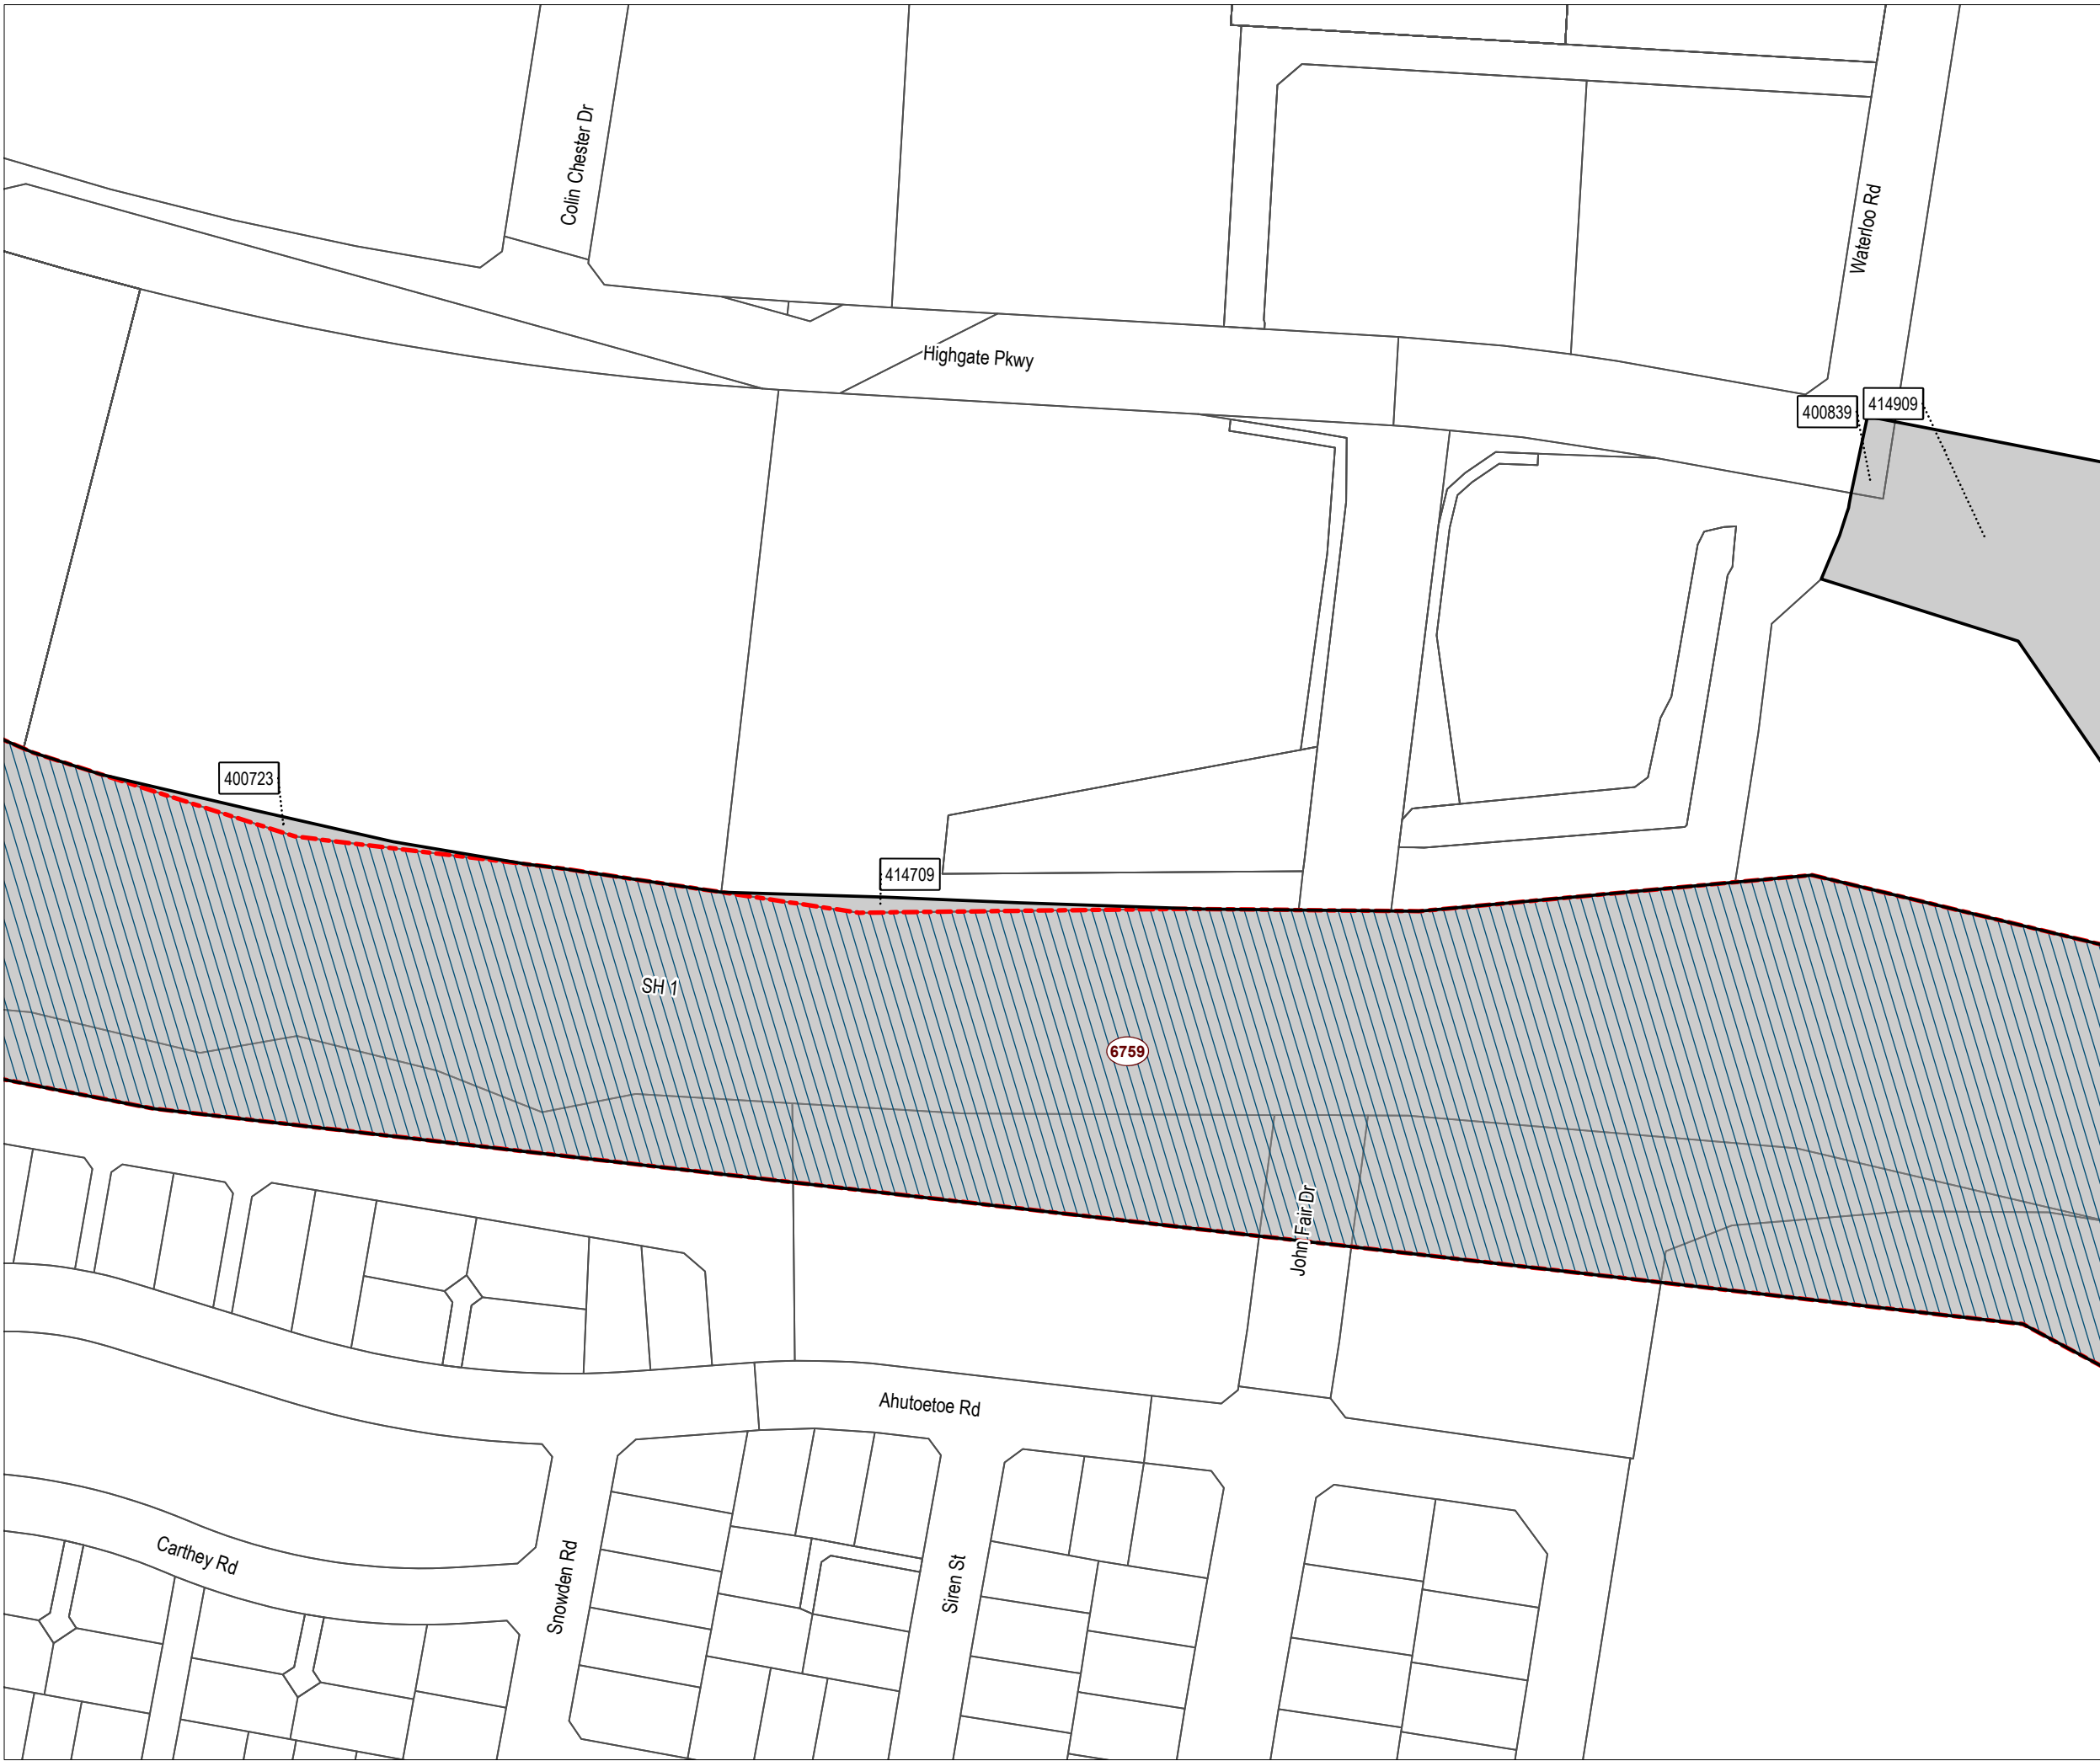 Colin Chester Dr
Waterloo Rd
Highgate Pkwy
400839
414909
400723
414709
SH 1
6759
John Fair Dr
Ahutoetoe Rd
Carthey Rd
Snowden Rd
Siren St